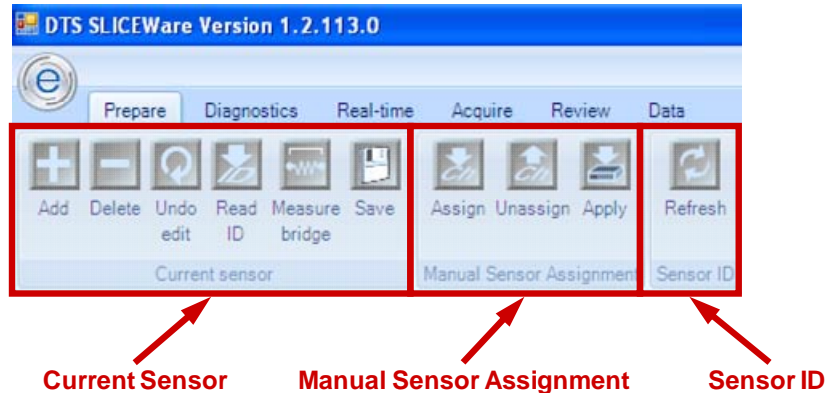 DTS SLICEWare Version 1.2.113.0
e
Prepare Diagnostics Real-time Acquire Review Data
Add Delete Undo edit Read ID Measure bridge Save Assign Unassign Apply Refresh
Current sensor Manual Sensor Assignment Sensor ID
Current Sensor Manual Sensor Assignment Sensor ID